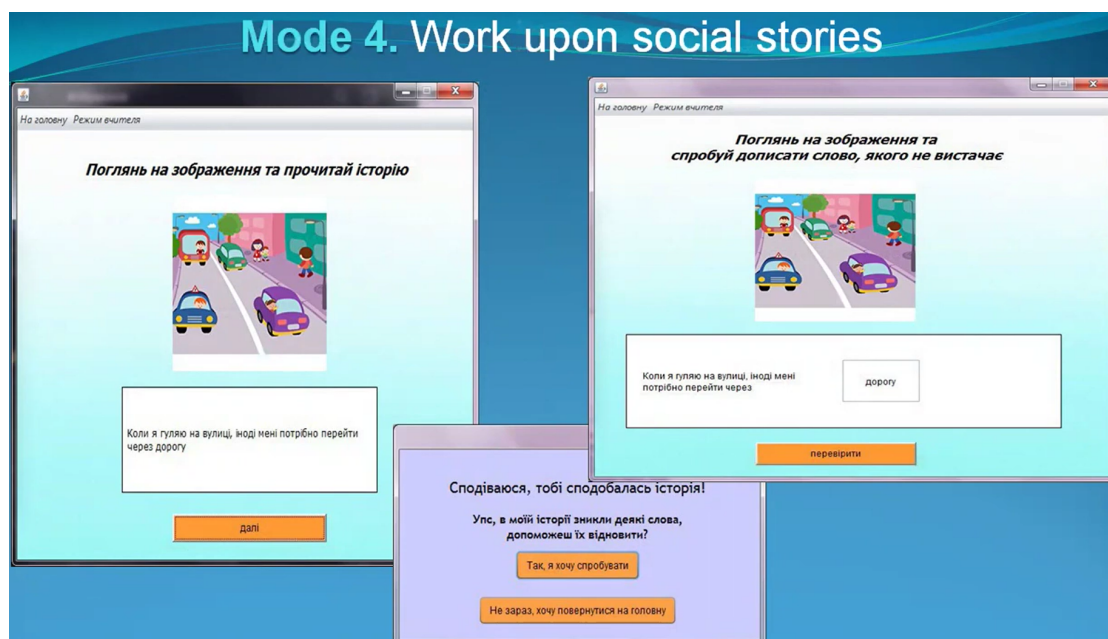 Mode 4. Work upon social stories
На головну Режим вчителя
Поглянь на зображення та прочитай історію
Коли я гуляю на вулиці, іноді мені потрібно перейти
через дорогу
далі
Сподіваюся, тобі сподобалась історія!
Упс, в моїй історії зникли деякі слова,
допоможеш їх відновити?
Так, я хочу спробувати
Не зараз, хочу повернутися на головну
На головну Режим вчителя
Поглянь на зображення та
спробуй дописати слово, якого не вистачає
Коли я гуляю на вулиці, іноді мені
потрібно перейти через
дорогу
перевірити